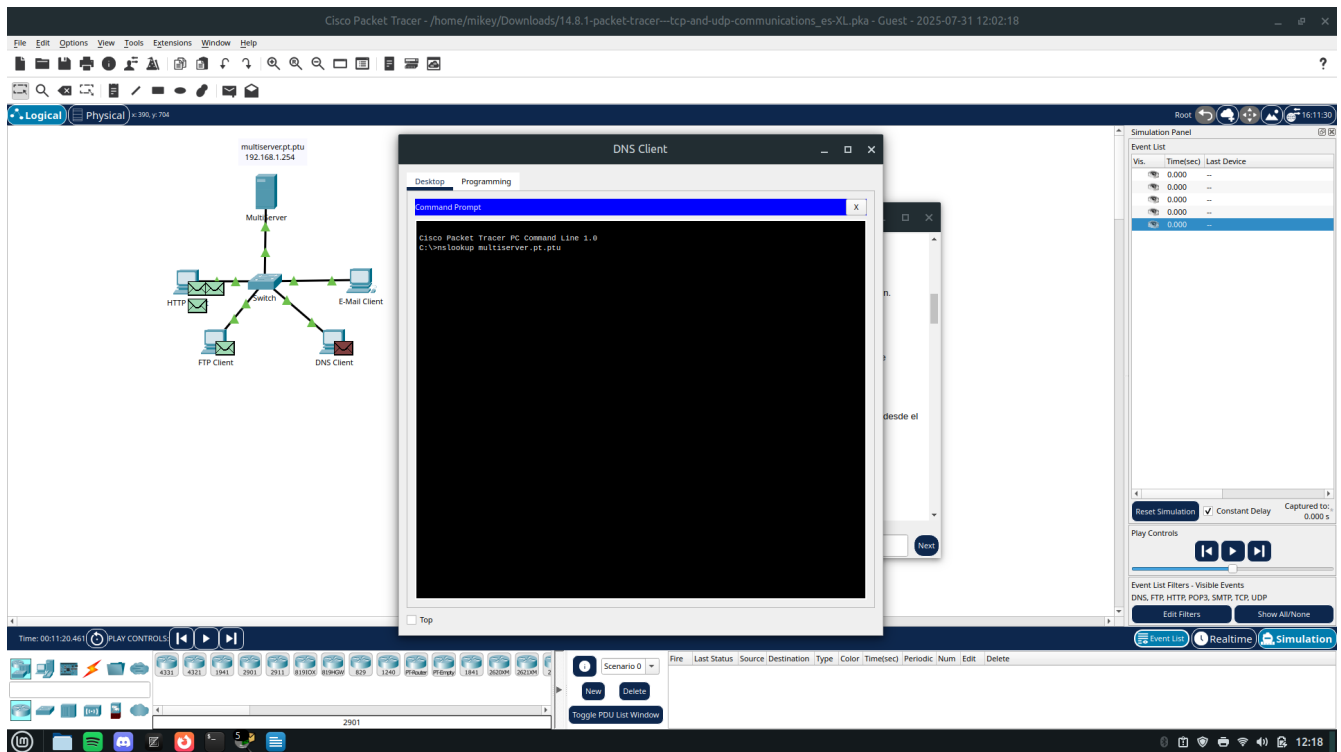 Cisco Packet Tracer - /home/mikey/Downloads/14.8.1-packet-tracer---tcp-and-udp-communications_es-XL.pka - Guest - 2025-07-31 12:02:18
File Edit Options View Tools Extensions Window Help
?
Logical Physical x: 390, y: 704
Root 16:11:30
multiserver.pt.ptu
192.168.1.254
MultiServer
HTTP
Switch
E-Mail Client
FTP Client
DNS Client
DNS Client
Desktop Programming
Command Prompt X
Cisco Packet Tracer PC Command Line 1.0
C:\>nslookup multiserver.pt.ptu
Top
n.
desde el
Next
Simulation Panel
Event List
Vis. Time(sec) Last Device
0.000 --
0.000 --
0.000 --
0.000 --
0.000 --
Reset Simulation Constant Delay Captured to:
0.000 s
Play Controls
Event List Filters - Visible Events
DNS, FTP, HTTP, POP3, SMTP, TCP, UDP
Edit Filters Show All/None
Time: 00:11:20.461 PLAY CONTROLS:
Event List Realtime Simulation
4331 4321 1941 2901 2911 819IOX 819HGW 829 1240 PT-Router PT-Empty 1841 2620XM 2621XM 2
2901
Scenario 0
New Delete
Toggle PDU List Window
Fire Last Status Source Destination Type Color Time(sec) Periodic Num Edit Delete
5
12:18